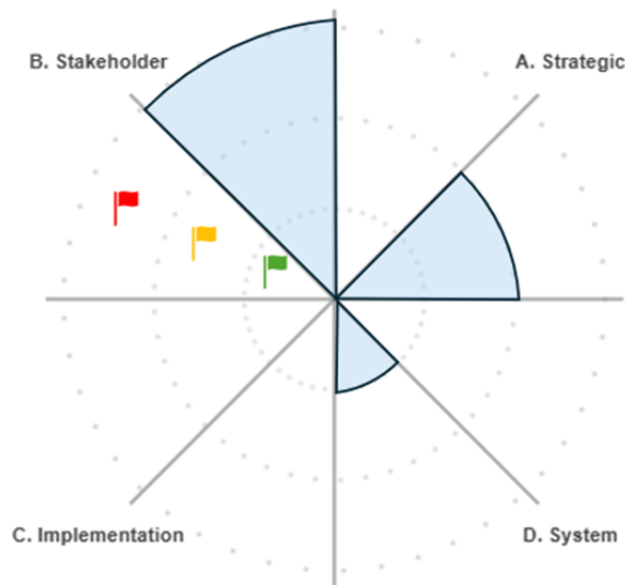 B. Stakeholder
A. Strategic
C. Implementation
D. System